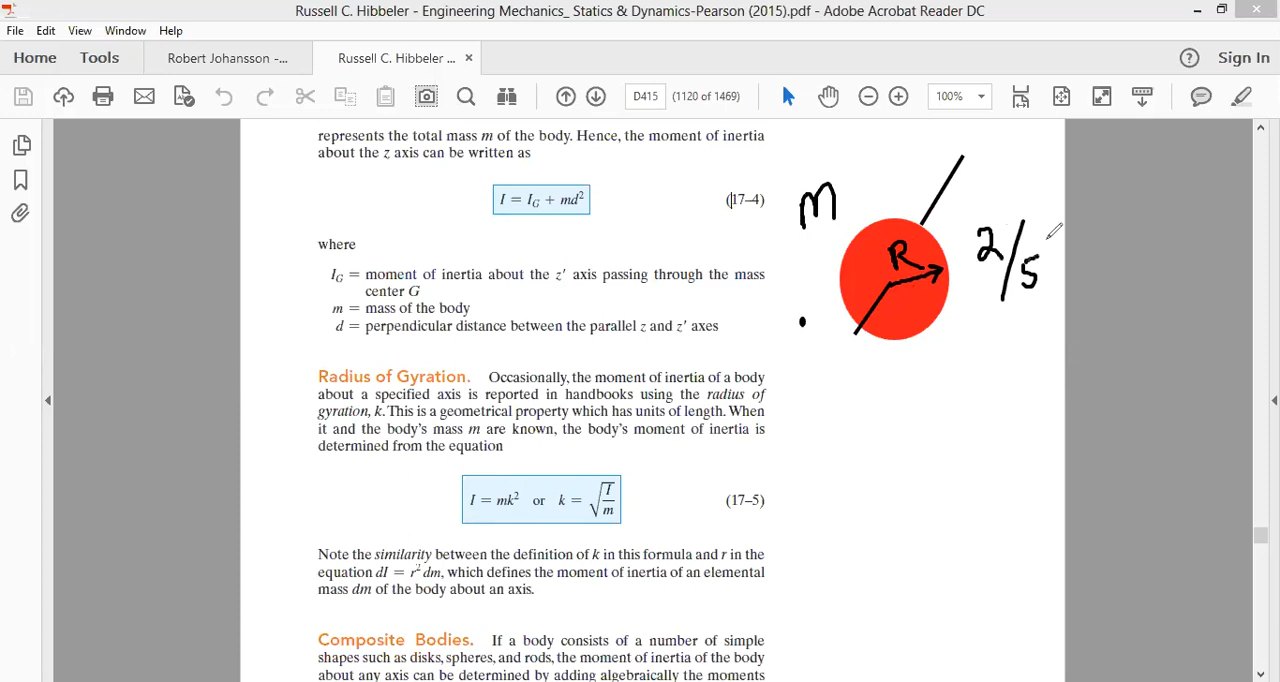 Russell C. Hibbeler - Engineering Mechanics_ Statics & Dynamics-Pearson (2015).pdf - Adobe Acrobat Reader DC
File Edit View Window Help
Home Tools Robert Johansson -... Russell C. Hibbeler ... × ? Sign In
D415 (1120 of 1469) 100%
represents the total mass m of the body. Hence, the moment of inertia
about the z axis can be written as
I = I_G + md² (17–4)
where
I_G = moment of inertia about the z′ axis passing through the mass
center G
m = mass of the body
d = perpendicular distance between the parallel z and z′ axes
Radius of Gyration. Occasionally, the moment of inertia of a body
about a specified axis is reported in handbooks using the radius of
gyration, k. This is a geometrical property which has units of length. When
it and the body's mass m are known, the body's moment of inertia is
determined from the equation
I = mk² or k = √(I/m) (17–5)
Note the similarity between the definition of k in this formula and r in the
equation dI = r² dm, which defines the moment of inertia of an elemental
mass dm of the body about an axis.
Composite Bodies. If a body consists of a number of simple
shapes such as disks, spheres, and rods, the moment of inertia of the body
about any axis can be determined by adding algebraically the moments
m
R
2/5